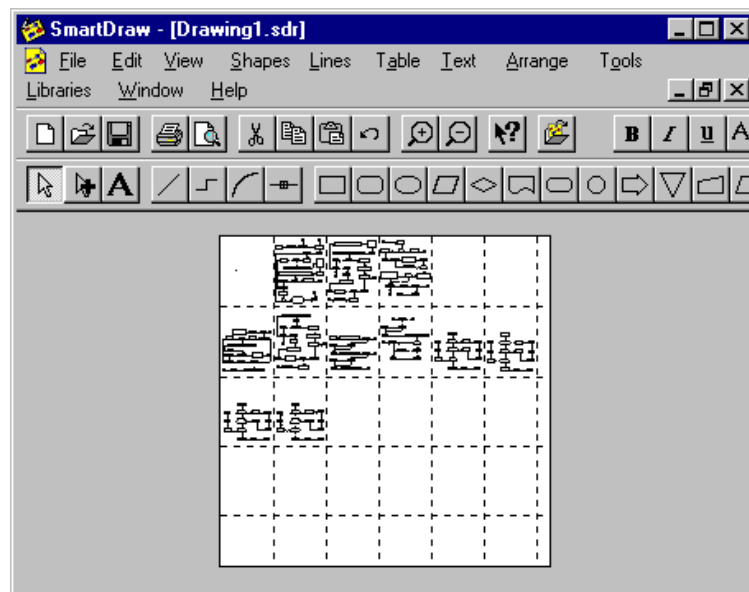 SmartDraw - [Drawing1.sdr]
File Edit View Shapes Lines Table Text Arrange Tools
Libraries Window Help
B I U A
A